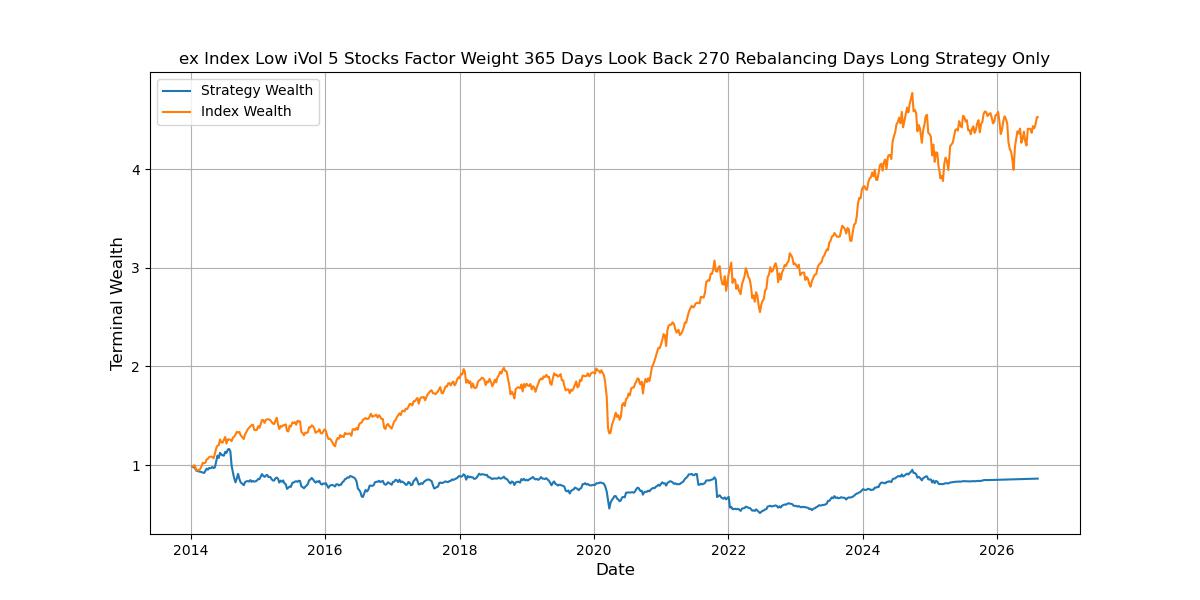 ex Index Low iVol 5 Stocks Factor Weight 365 Days Look Back 270 Rebalancing Days Long Strategy Only
Strategy Wealth
Index Wealth
Terminal Wealth
4
3
2
1
2014 2016 2018 2020 2022 2024 2026
Date